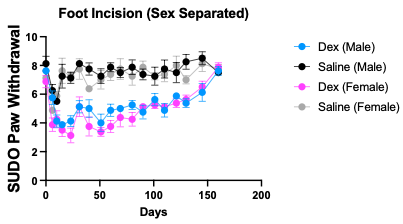 Foot Incision (Sex Separated)
SUDO Paw Withdrawal
10
8
6
4
2
0
0
50
100
150
200
Days
Dex (Male)
Saline (Male)
Dex (Female)
Saline (Female)